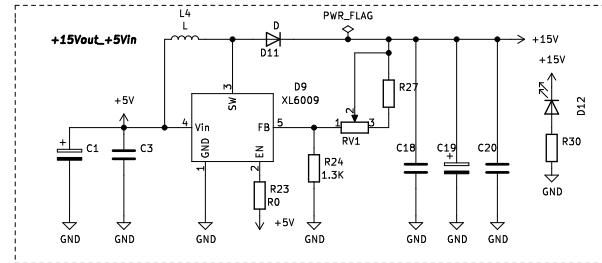 L4
L
D
D11
PWR_FLAG
+15Vout_+5Vin
+15V
+15V
3
D9
XL6009
SW
R27
D12
+5V
2
4
Vin
FB
5
1
3
RV1
R30
C1
C3
GND
EN
R24
1.3K
C18
C19
C20
1
2
R23
R0
GND
+5V
GND
GND
GND
GND
GND
GND
GND
GND